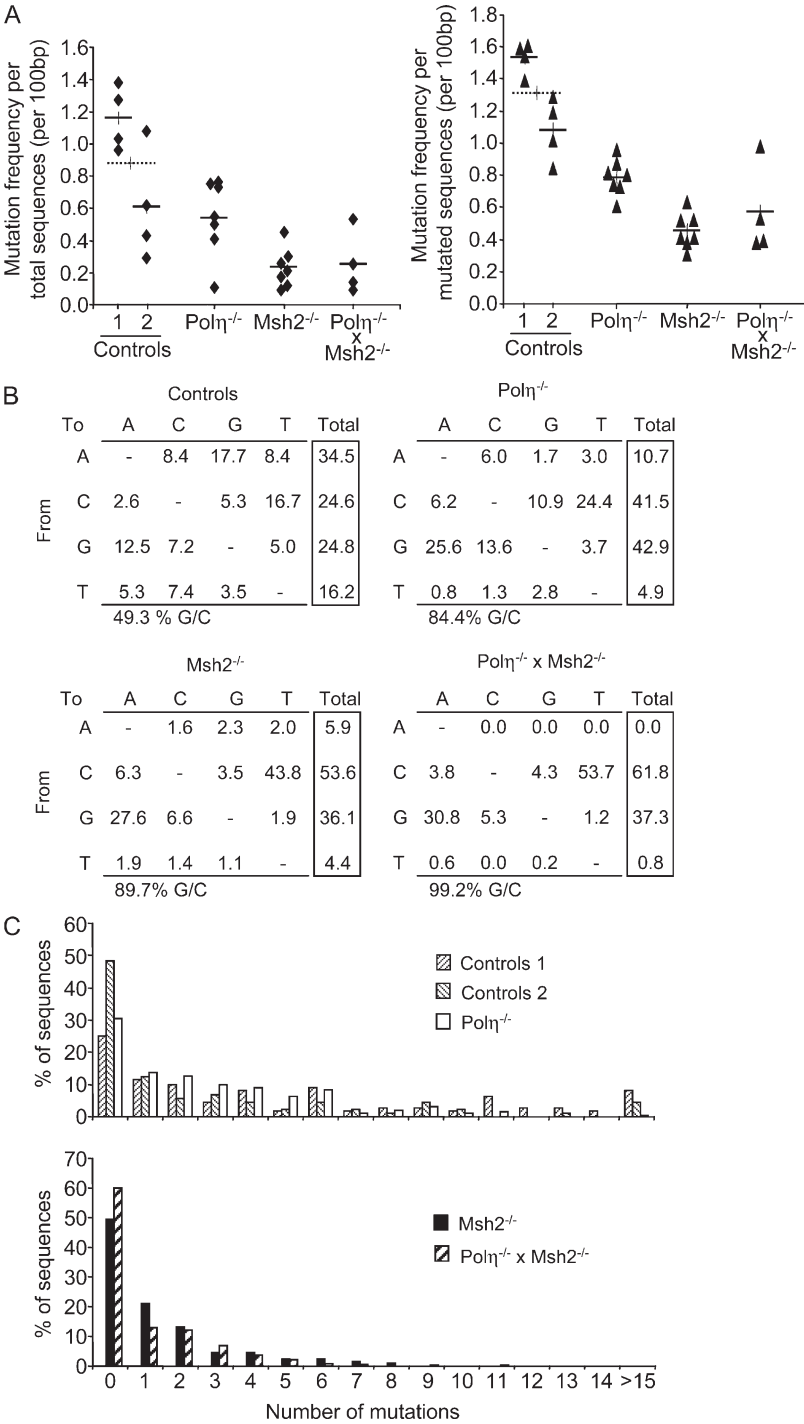 A
Mutation frequency per
total sequences (per 100bp)
1.6
1.4
1.2
1.0
0.8
0.6
0.4
0.2
0.0
1 2 Polη-/- Msh2-/- Polη-/-
Controls x
Msh2-/-
Mutation frequency per
mutated sequences (per 100bp)
1.8
1.6
1.4
1.2
1.0
0.8
0.6
0.4
0.2
0.0
1 2 Polη-/- Msh2-/- Polη-/-
Controls x
Msh2-/-
B
Controls
To A C G T Total
From
A - 8.4 17.7 8.4 34.5
C 2.6 - 5.3 16.7 24.6
G 12.5 7.2 - 5.0 24.8
T 5.3 7.4 3.5 - 16.2
49.3 % G/C
Polη-/-
A C G T Total
A - 6.0 1.7 3.0 10.7
C 6.2 - 10.9 24.4 41.5
G 25.6 13.6 - 3.7 42.9
T 0.8 1.3 2.8 - 4.9
84.4% G/C
Msh2-/-
To A C G T Total
From
A - 1.6 2.3 2.0 5.9
C 6.3 - 3.5 43.8 53.6
G 27.6 6.6 - 1.9 36.1
T 1.9 1.4 1.1 - 4.4
89.7% G/C
Polη-/- x Msh2-/-
A C G T Total
A - 0.0 0.0 0.0 0.0
C 3.8 - 4.3 53.7 61.8
G 30.8 5.3 - 1.2 37.3
T 0.6 0.0 0.2 - 0.8
99.2% G/C
C
% of sequences
60
50
40
30
20
10
0
Controls 1
Controls 2
Polη-/-
% of sequences
70
60
50
40
30
20
10
0
Msh2-/-
Polη-/- x Msh2-/-
0 1 2 3 4 5 6 7 8 9 10 11 12 13 14 >15
Number of mutations